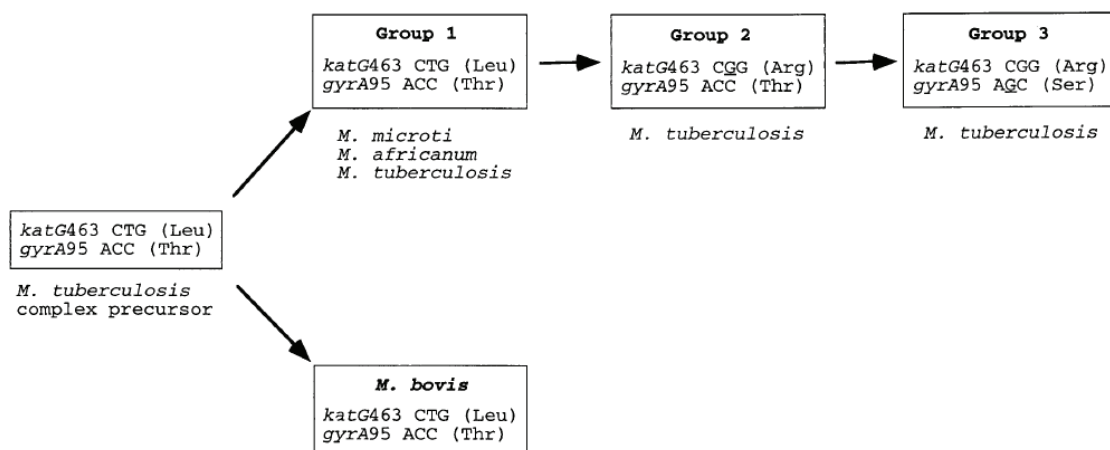 Group 1
katG463 CTG (Leu)
gyrA95 ACC (Thr)
M. microti
M. africanum
M. tuberculosis
Group 2
katG463 CGG (Arg)
gyrA95 ACC (Thr)
M. tuberculosis
Group 3
katG463 CGG (Arg)
gyrA95 AGC (Ser)
M. tuberculosis
katG463 CTG (Leu)
gyrA95 ACC (Thr)
M. tuberculosis
complex precursor
M. bovis
katG463 CTG (Leu)
gyrA95 ACC (Thr)